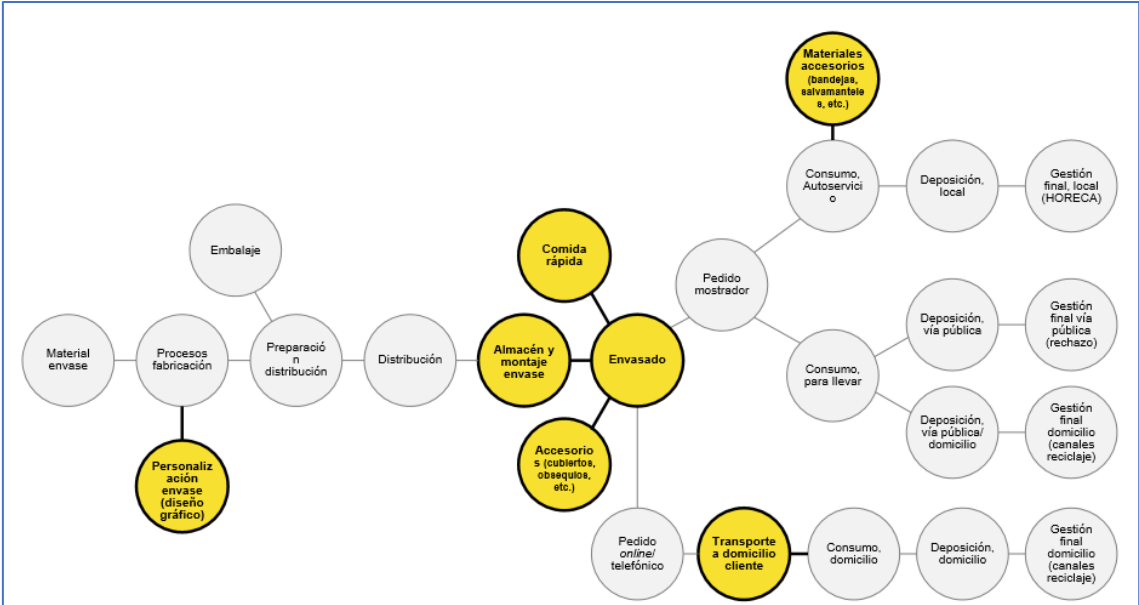 Materiales
accesorios
(bandejas,
salvamantele
s, etc.)
Consumo,
Autoservici
o
Deposición,
local
Gestión
final, local
(HORECA)
Embalaje
Comida
rápida
Pedido
mostrador
Material
envase
Procesos
fabricación
Preparació
n
distribución
Distribución
Almacén y
montaje
envase
Envasado
Deposición,
vía pública
Gestión
final vía
pública
(rechazo)
Consumo,
para llevar
Deposición,
vía pública/
domicilio
Gestión
final
domicilio
(canales
reciclaje)
Personaliz
ación
envase
(diseño
gráfico)
Accesorio
s (cubiertos,
obsequios,
etc.)
Pedido
online/
telefónico
Transporte
a domicilio
cliente
Consumo,
domicilio
Deposición,
domicilio
Gestión
final
domicilio
(canales
reciclaje)